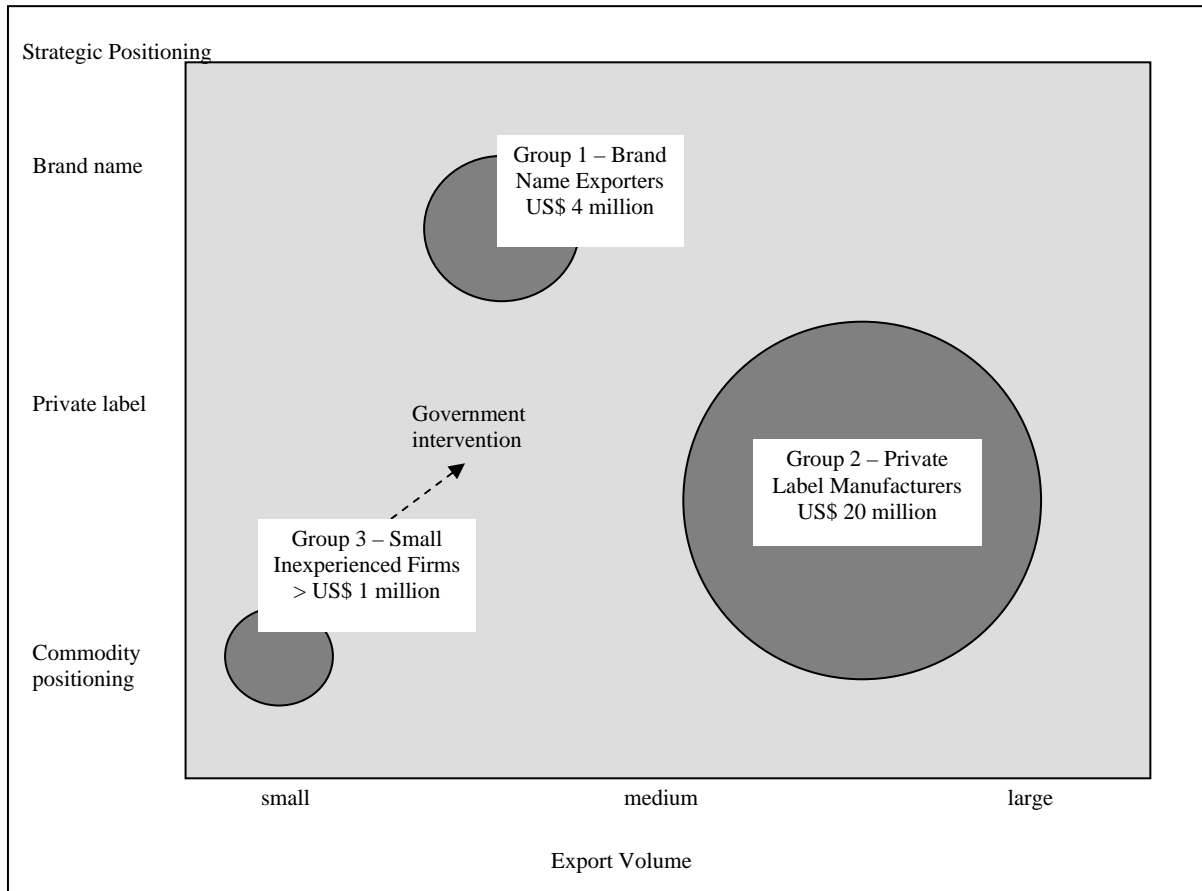 Strategic Positioning
Brand name
Group 1 – Brand
Name Exporters
US$ 4 million
Private label
Government
intervention
Group 2 – Private
Label Manufacturers
US$ 20 million
Group 3 – Small
Inexperienced Firms
> US$ 1 million
Commodity
positioning
small medium large
Export Volume